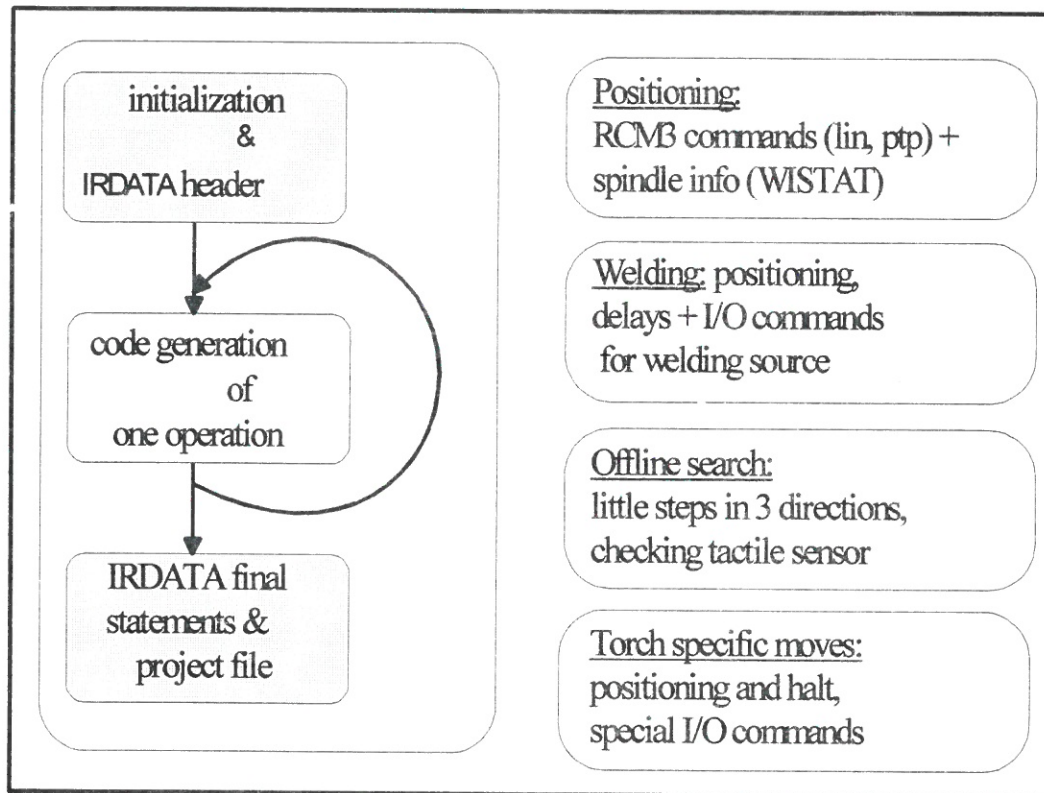 initialization
&
IRDATA header
code generation
of
one operation
IRDATA final
statements &
project file
Positioning:
RCM3 commands (lin, ptp) +
spindle info (WISTAT)
Welding: positioning,
delays + I/O commands
for welding source
Offline search:
little steps in 3 directions,
checking tactile sensor
Torch specific moves:
positioning and halt,
special I/O commands